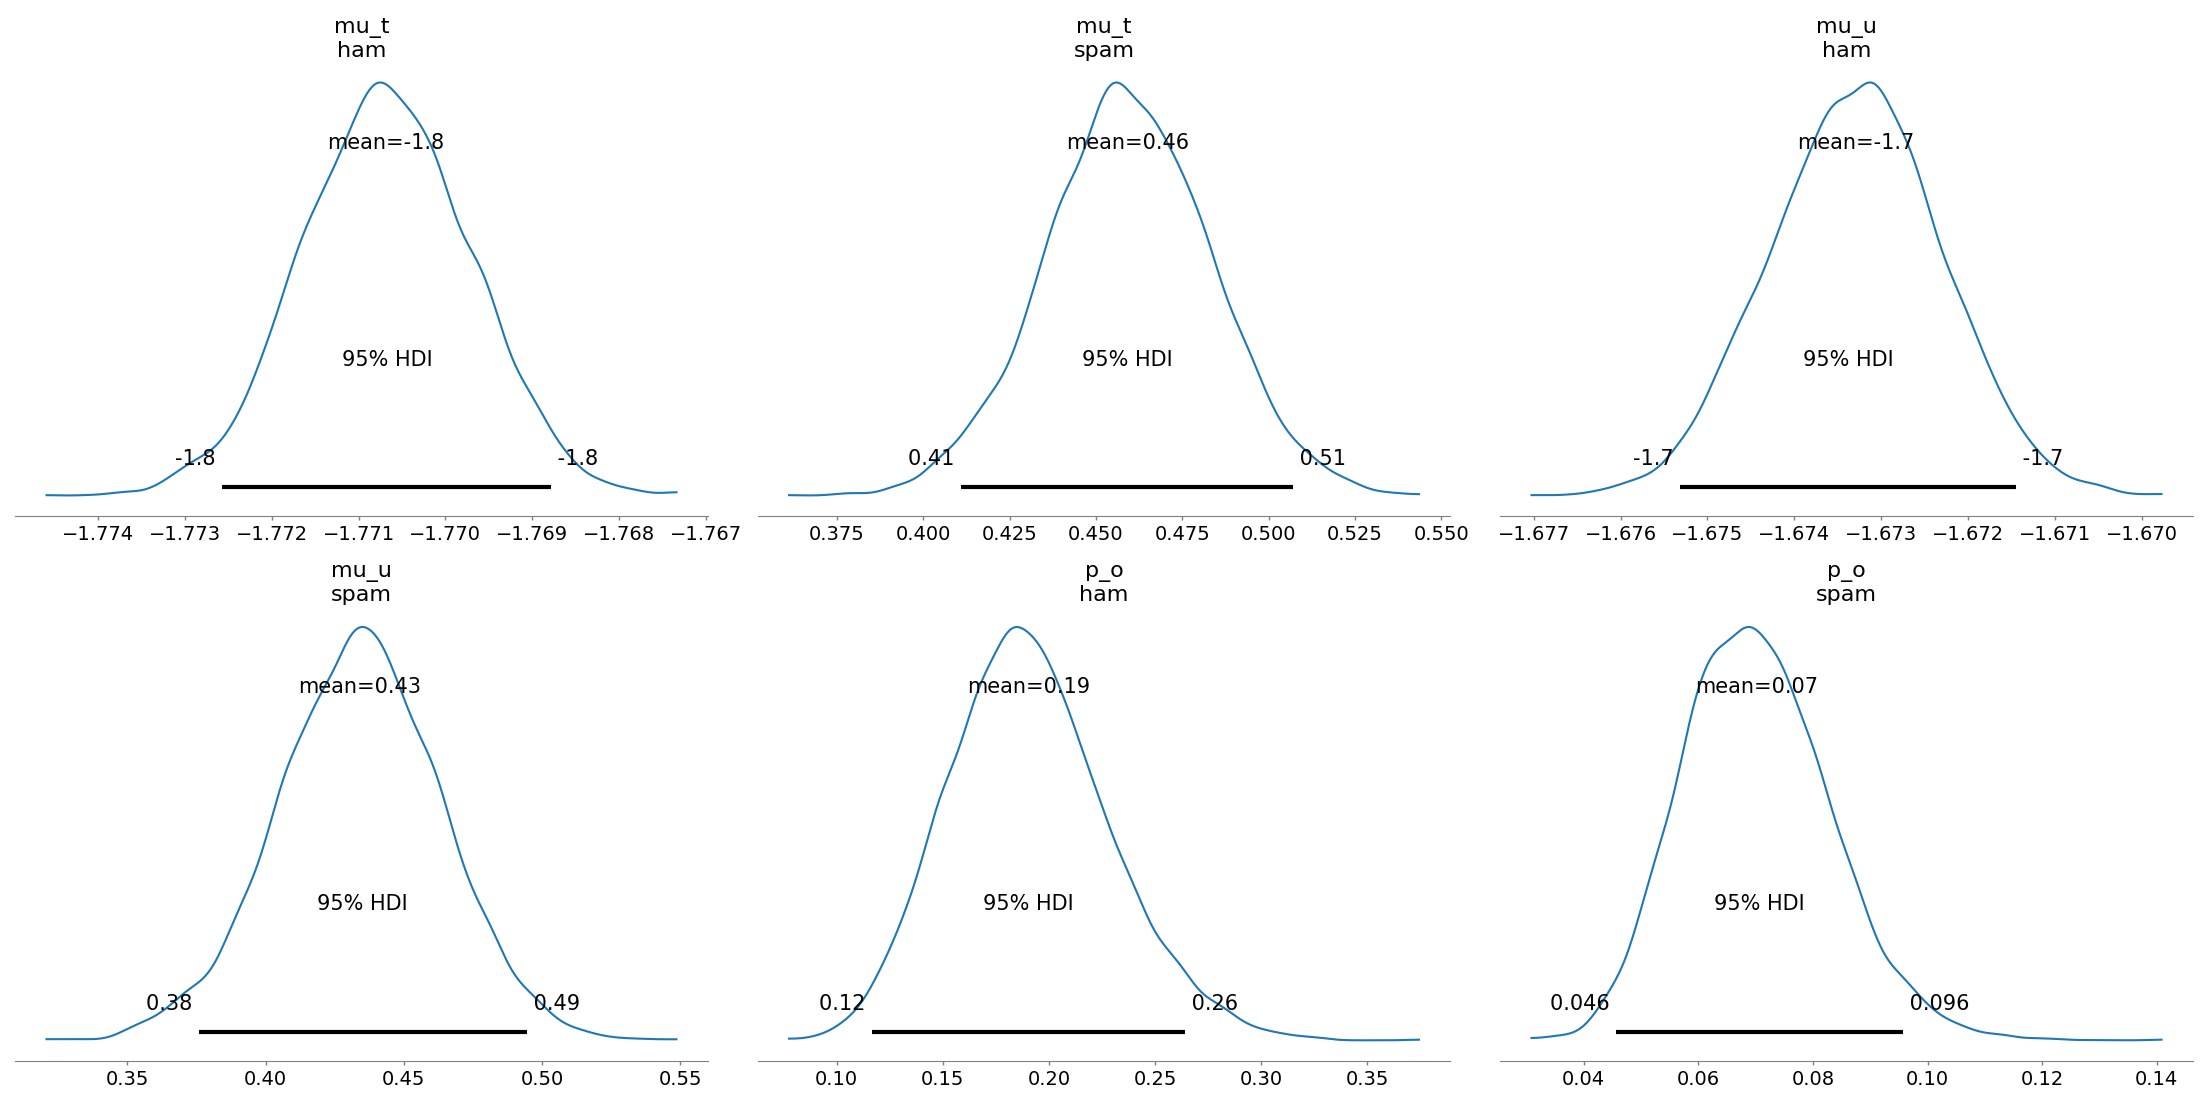 mu_t
ham
mean=-1.8
95% HDI
-1.8 -1.8
−1.774 −1.773 −1.772 −1.771 −1.770 −1.769 −1.768 −1.767
mu_t
spam
mean=0.46
95% HDI
0.41 0.51
0.375 0.400 0.425 0.450 0.475 0.500 0.525 0.550
mu_u
ham
mean=-1.7
95% HDI
-1.7 -1.7
−1.677 −1.676 −1.675 −1.674 −1.673 −1.672 −1.671 −1.670
mu_u
spam
mean=0.43
95% HDI
0.38 0.49
0.35 0.40 0.45 0.50 0.55
p_o
ham
mean=0.19
95% HDI
0.12 0.26
0.10 0.15 0.20 0.25 0.30 0.35
p_o
spam
mean=0.07
95% HDI
0.046 0.096
0.04 0.06 0.08 0.10 0.12 0.14